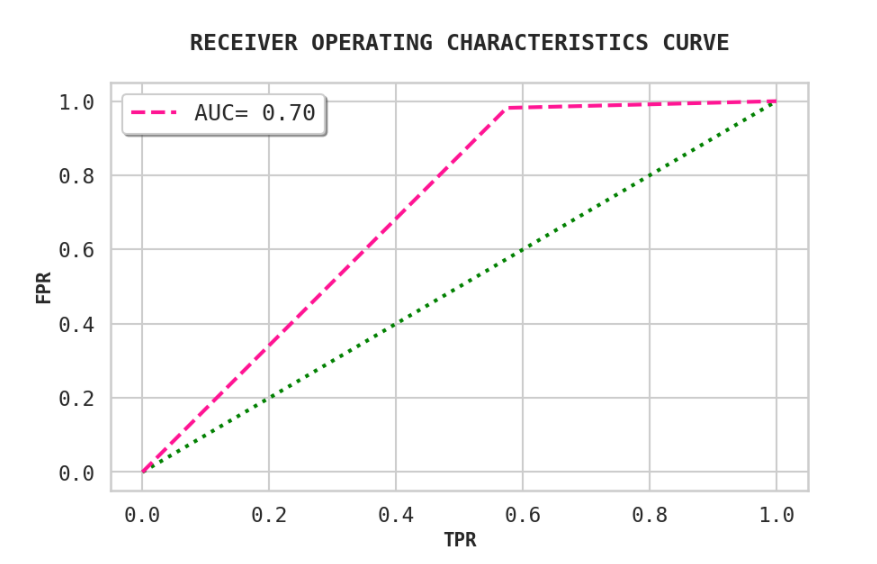 RECEIVER OPERATING CHARACTERISTICS CURVE
AUC= 0.70
1.0
0.8
0.6
0.4
0.2
0.0
FPR
0.0 0.2 0.4 0.6 0.8 1.0
TPR